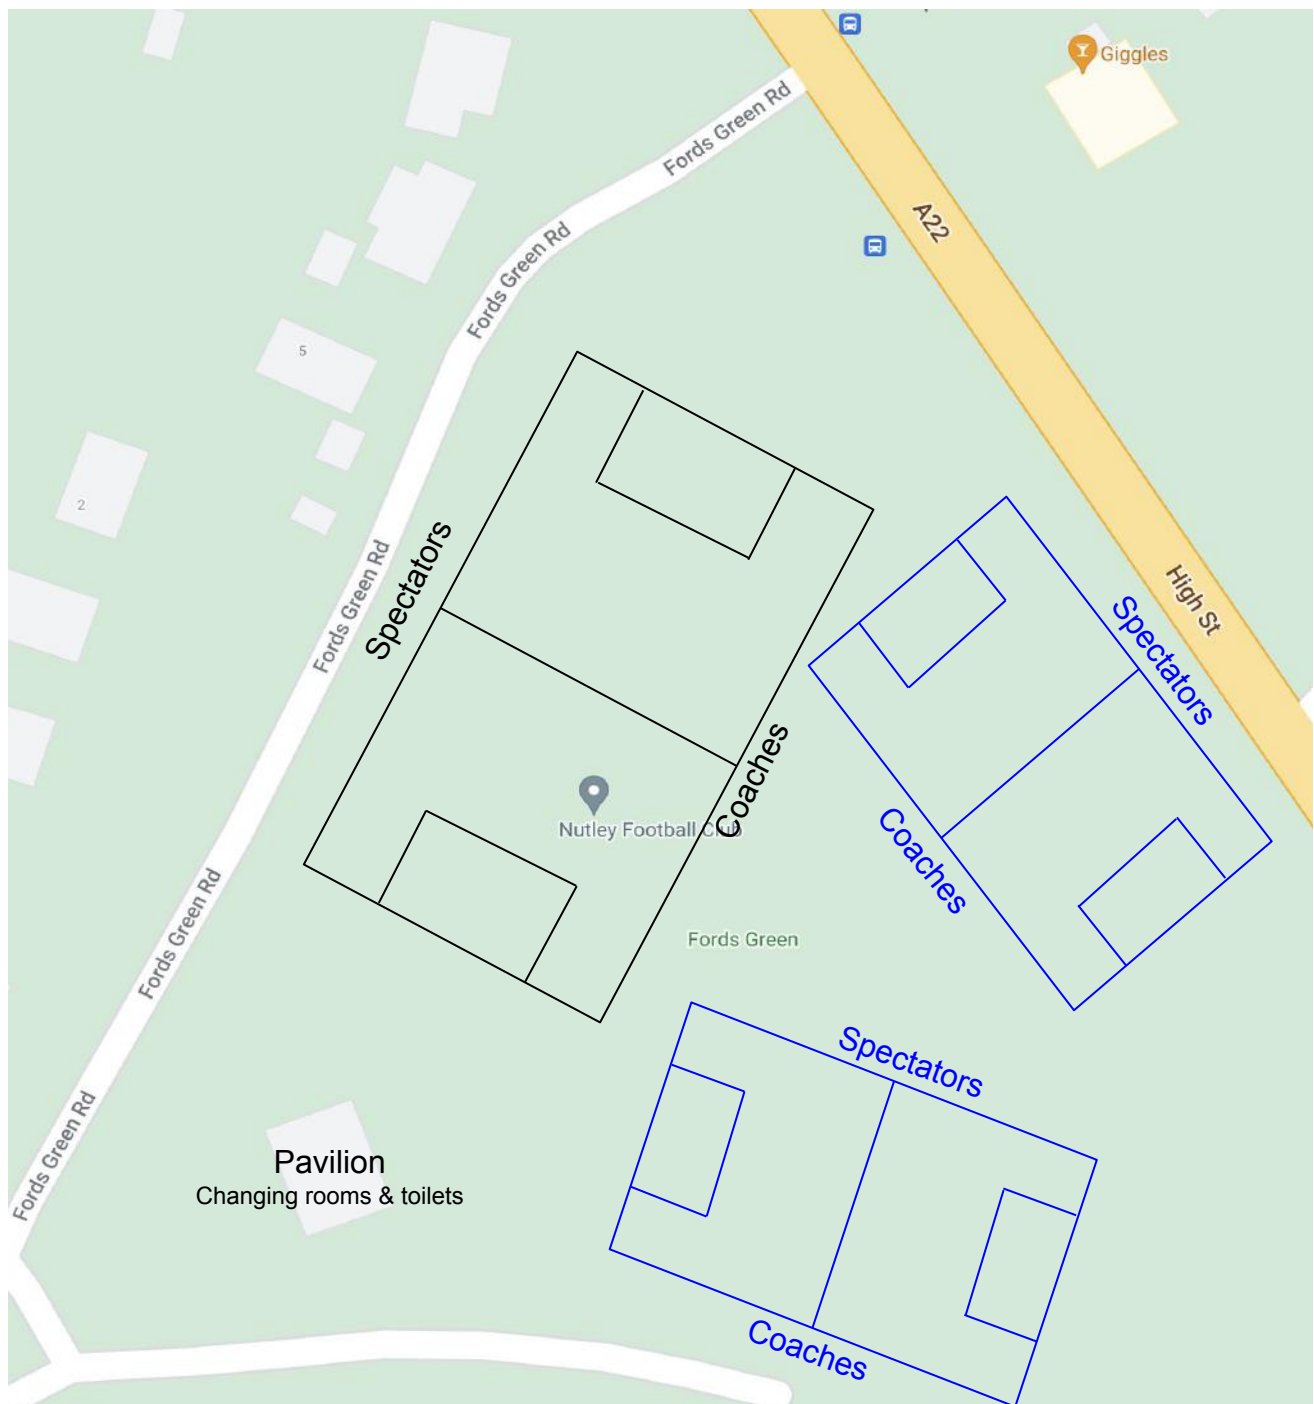 Giggles
Fords Green Rd
A22
Fords Green Rd
5
2
Spectators
Fords Green Rd
High St
Spectators
Coaches
Nutley Football Club
Coaches
Fords Green Rd
Fords Green
Spectators
Fords Green Rd
Pavilion
Changing rooms & toilets
Coaches